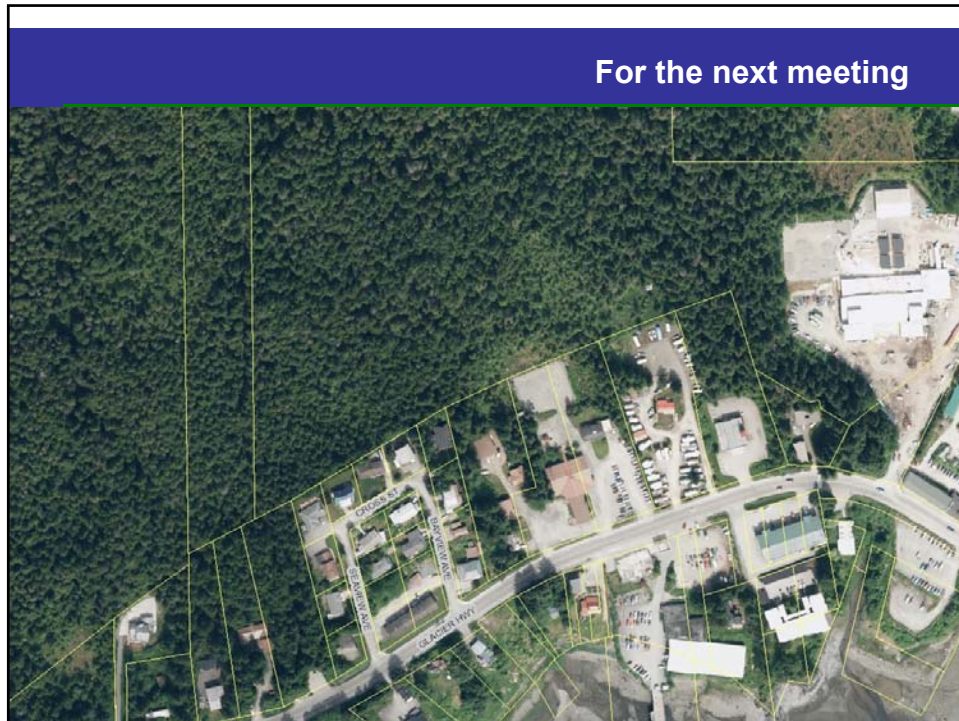 For the next meeting
CROSS ST
BAYVIEW AVE
SEAVIEW AVE
GLACIER HWY